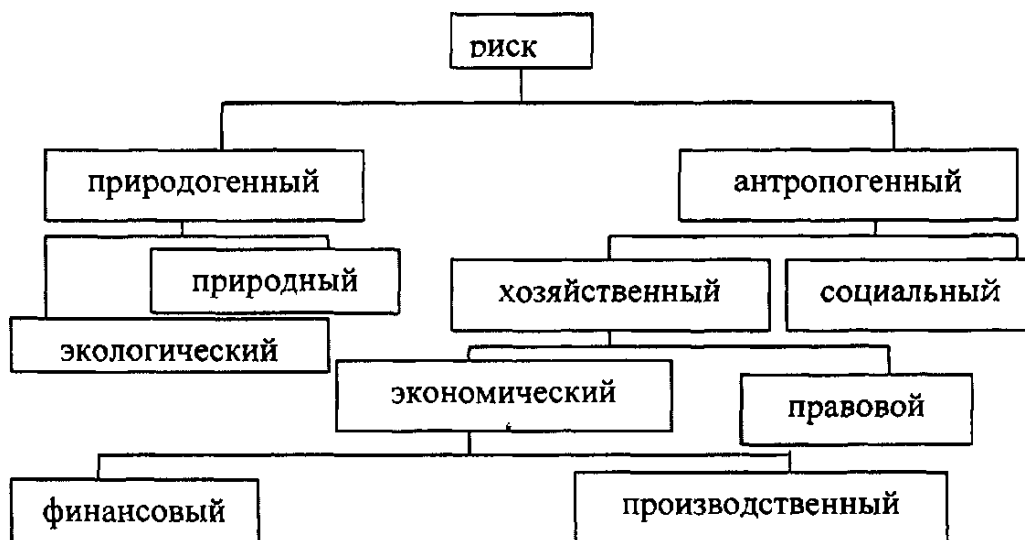 риск
природогенный
антропогенный
природный
хозяйственный
социальный
экологический
экономический
правовой
финансовый
производственный